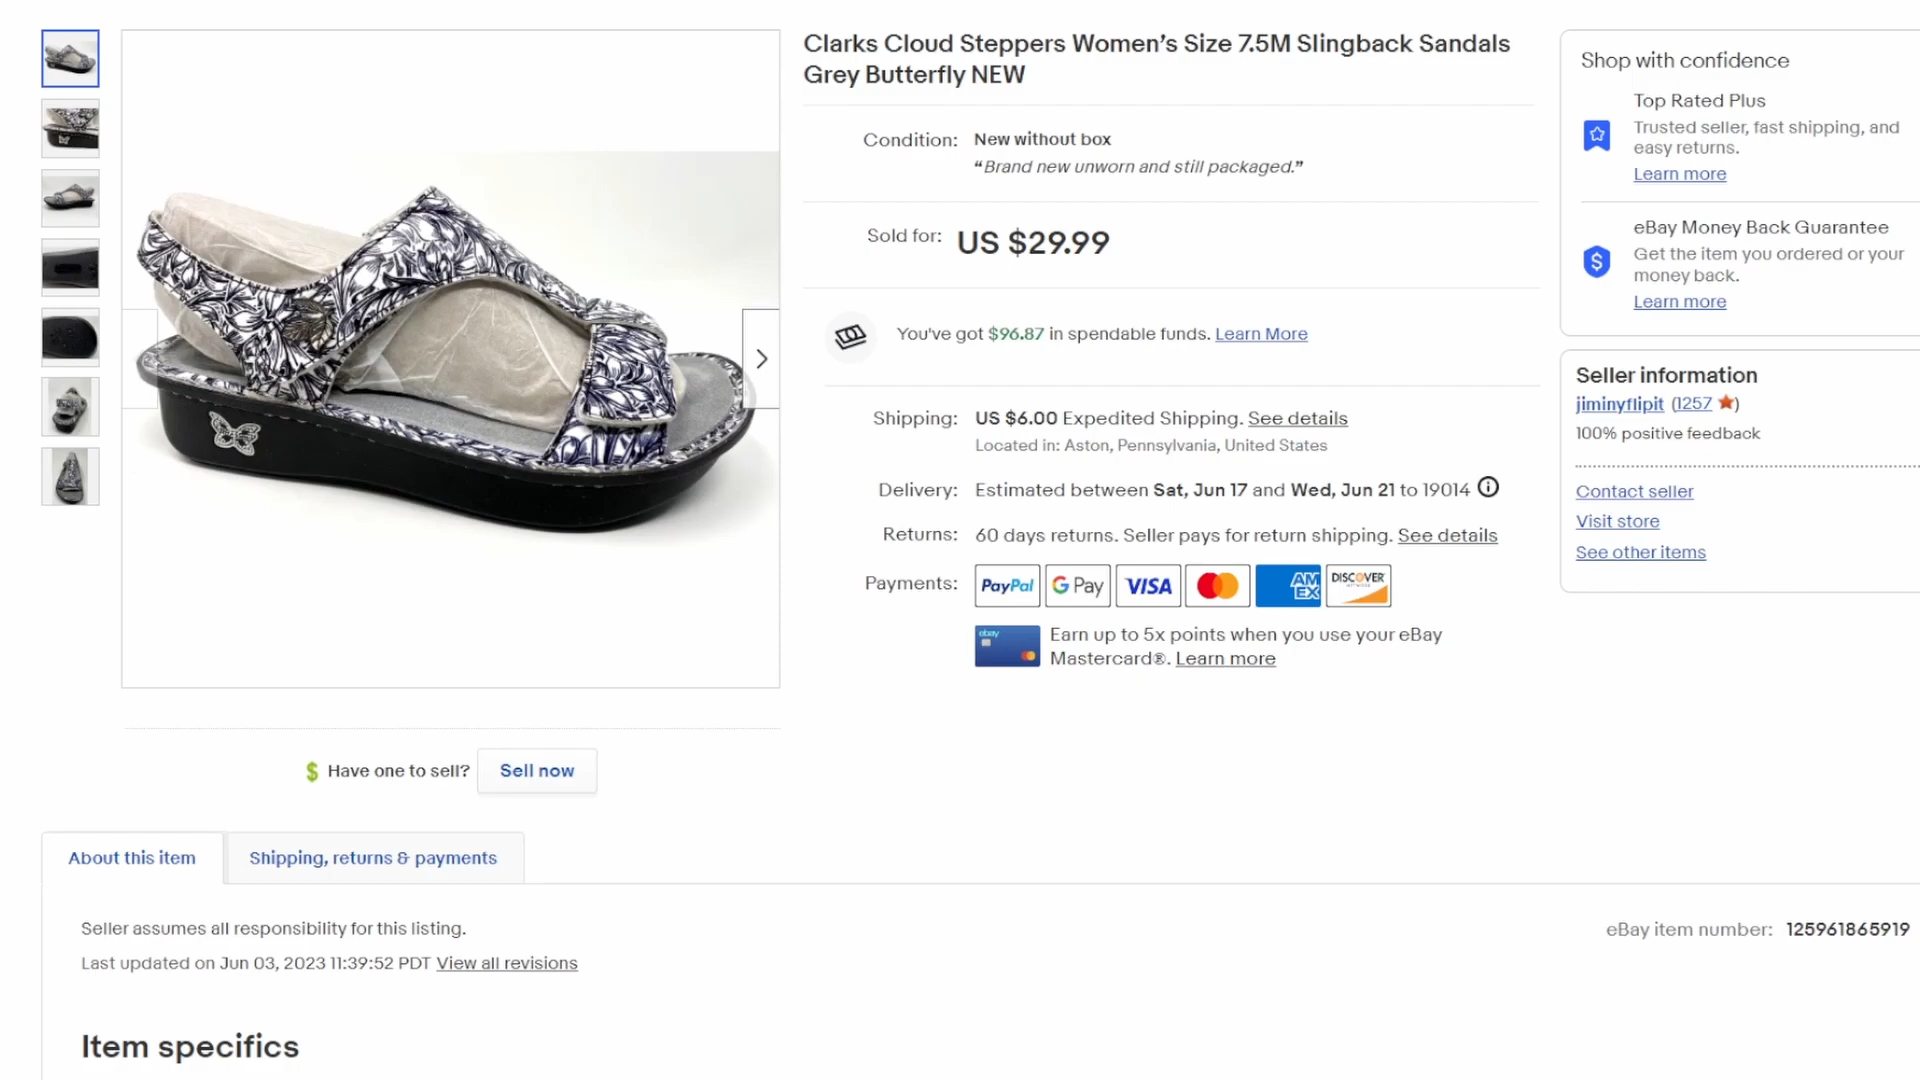 Clarks Cloud Steppers Women’s Size 7.5M Slingback Sandals
Grey Butterfly NEW
Condition: New without box
“Brand new unworn and still packaged.”
Sold for: US $29.99
You've got $96.87 in spendable funds. Learn More
Shipping: US $6.00 Expedited Shipping. See details
Located in: Aston, Pennsylvania, United States
Delivery: Estimated between Sat, Jun 17 and Wed, Jun 21 to 19014
Returns: 60 days returns. Seller pays for return shipping. See details
Payments: PayPal G Pay VISA AM EX DISCOVER
ebay
Earn up to 5x points when you use your eBay
Mastercard®. Learn more
Shop with confidence
Top Rated Plus
Trusted seller, fast shipping, and
easy returns.
Learn more
eBay Money Back Guarantee
Get the item you ordered or your
money back.
Learn more
Seller information
jiminyflipit (1257)
100% positive feedback
Contact seller
Visit store
See other items
Have one to sell? Sell now
About this item
Shipping, returns & payments
Seller assumes all responsibility for this listing.
Last updated on Jun 03, 2023 11:39:52 PDT View all revisions
eBay item number: 125961865919
Item specifics